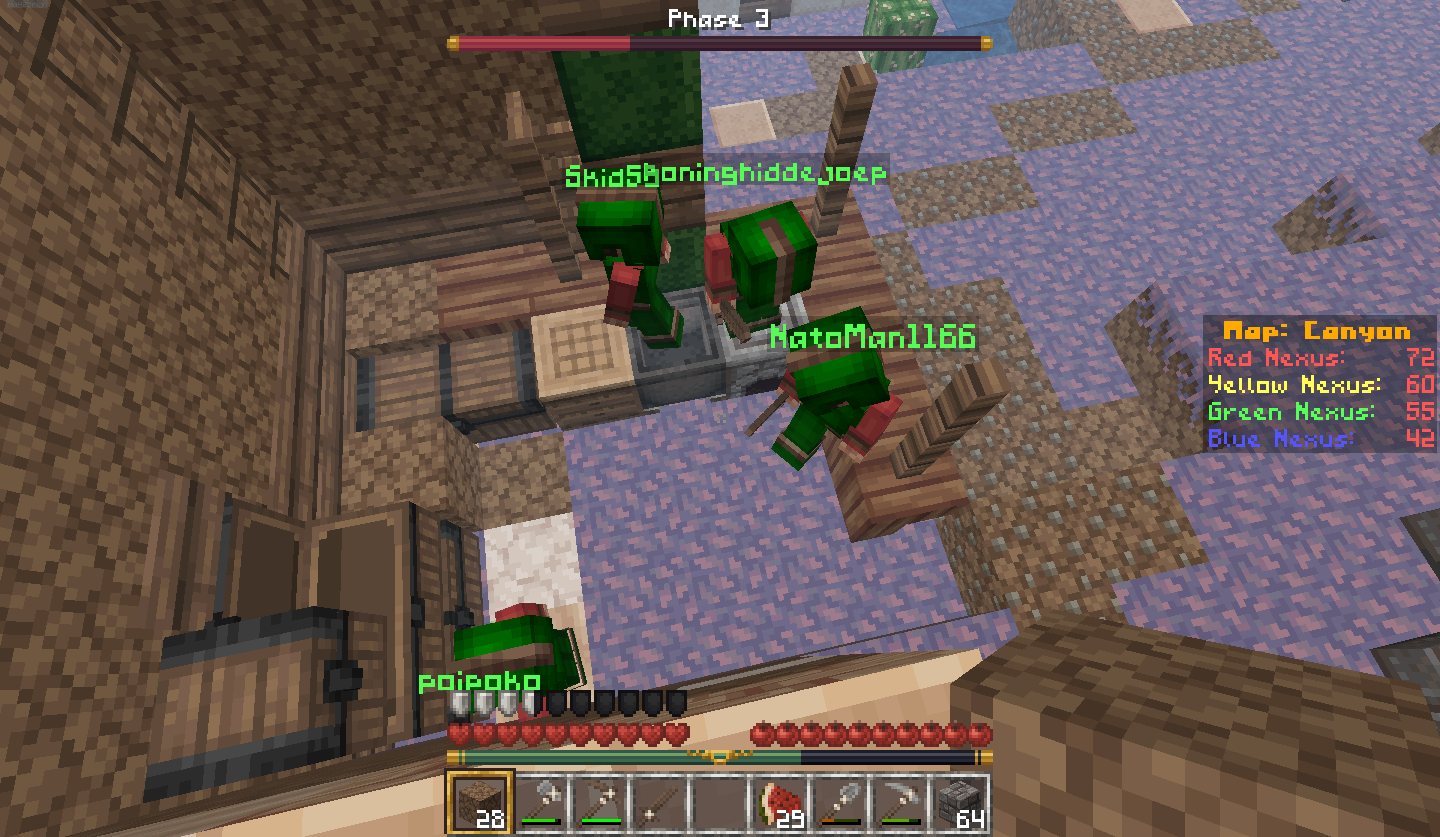 Phase 3
Skid5
honinghiddejoep
NatoMan1166
Map: Canyon
Red Nexus: 72
Yellow Nexus: 60
Green Nexus: 55
Blue Nexus: 42
poipoko
28
29
64